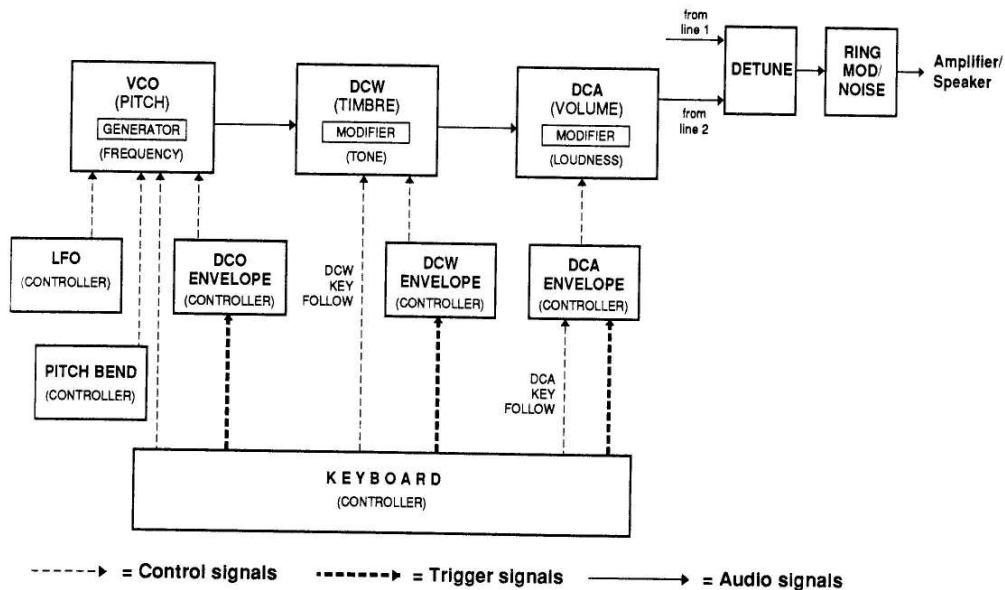 VCO
(PITCH)
GENERATOR
(FREQUENCY)
DCW
(TIMBRE)
MODIFIER
(TONE)
DCA
(VOLUME)
MODIFIER
(LOUDNESS)
from
line 1
from
line 2
DETUNE
RING
MOD/
NOISE
Amplifier/
Speaker
LFO
(CONTROLLER)
DCO
ENVELOPE
(CONTROLLER)
DCW
KEY
FOLLOW
DCW
ENVELOPE
(CONTROLLER)
DCA
ENVELOPE
(CONTROLLER)
PITCH BEND
(CONTROLLER)
DCA
KEY
FOLLOW
KEYBOARD
(CONTROLLER)
= Control signals
= Trigger signals
= Audio signals